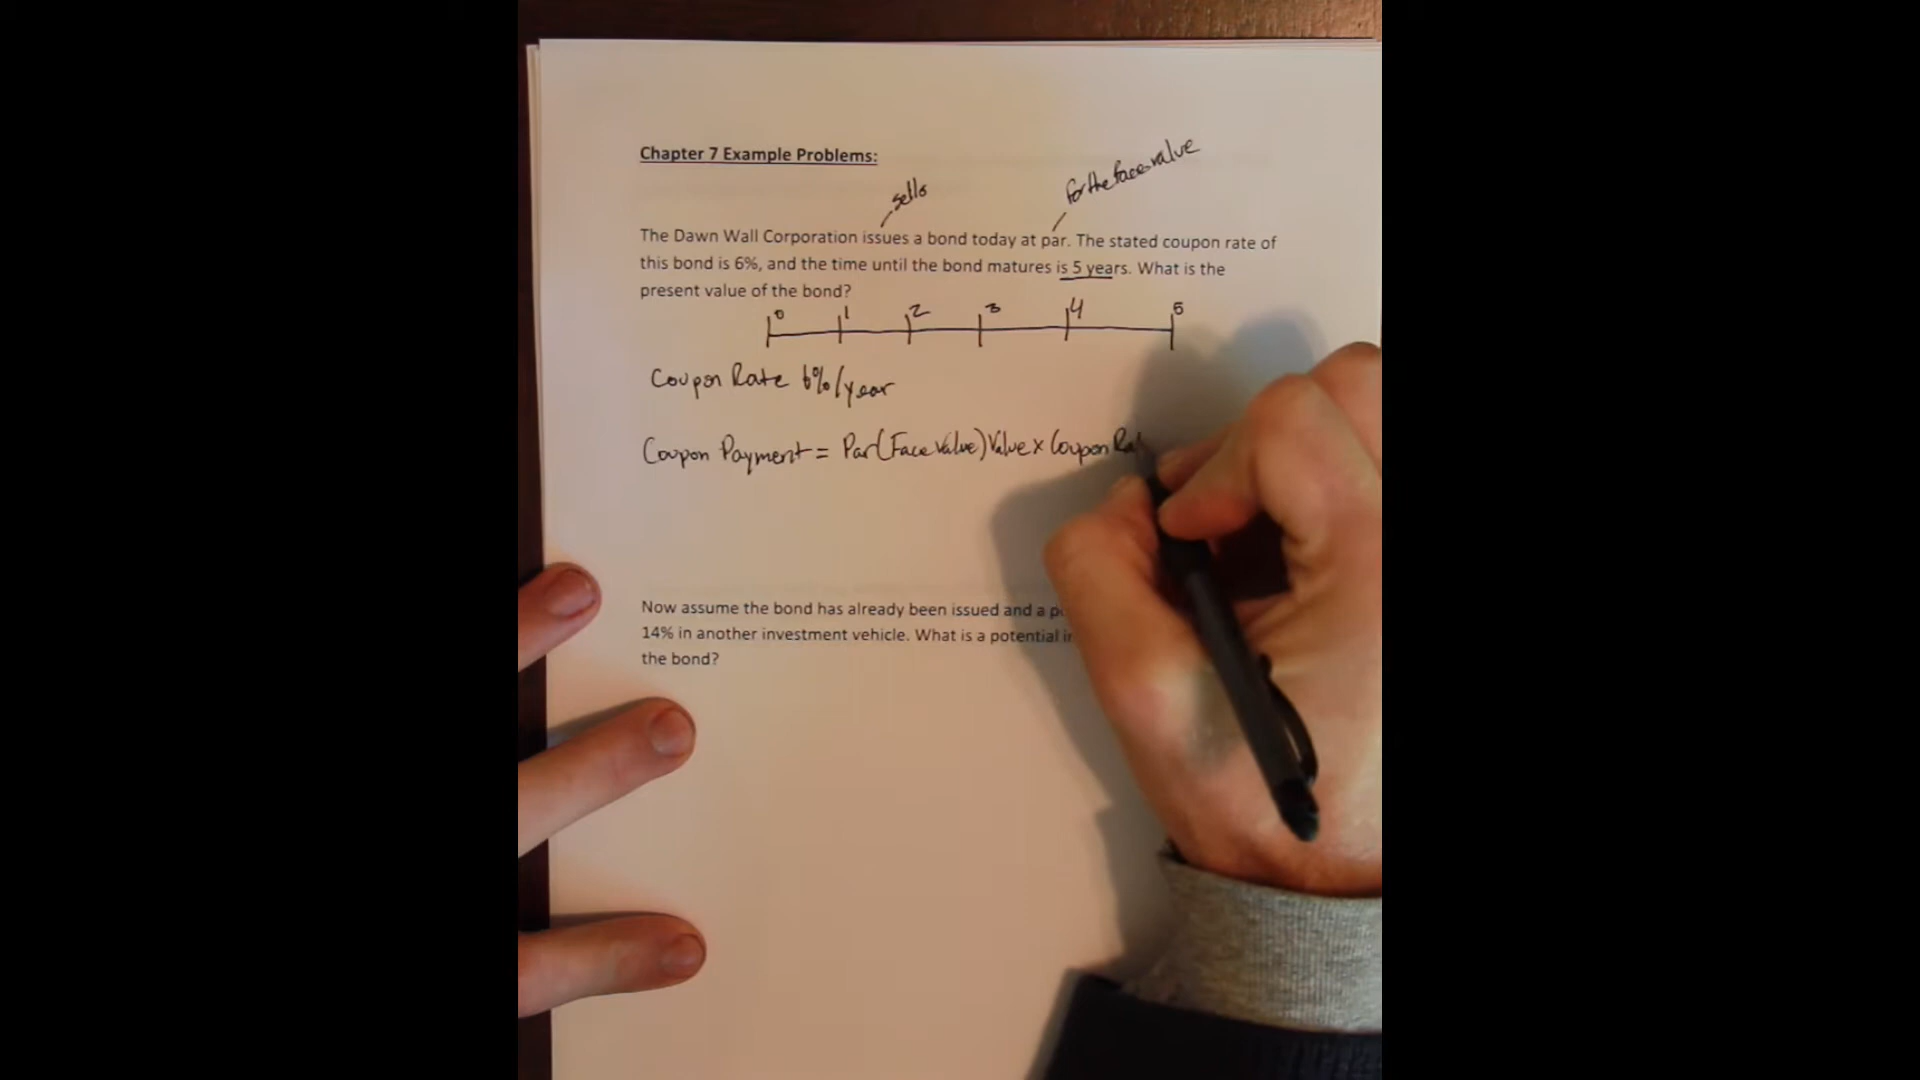 Chapter 7 Example Problems:
sells
for the face value
The Dawn Wall Corporation issues a bond today at par. The stated coupon rate of
this bond is 6%, and the time until the bond matures is 5 years. What is the
present value of the bond?
0 1 2 3 4 5
Coupon Rate 6%/year
Coupon Payment = Par (Face Value) Value x Coupon Rat
Now assume the bond has already been issued and a p
14% in another investment vehicle. What is a potential i
the bond?